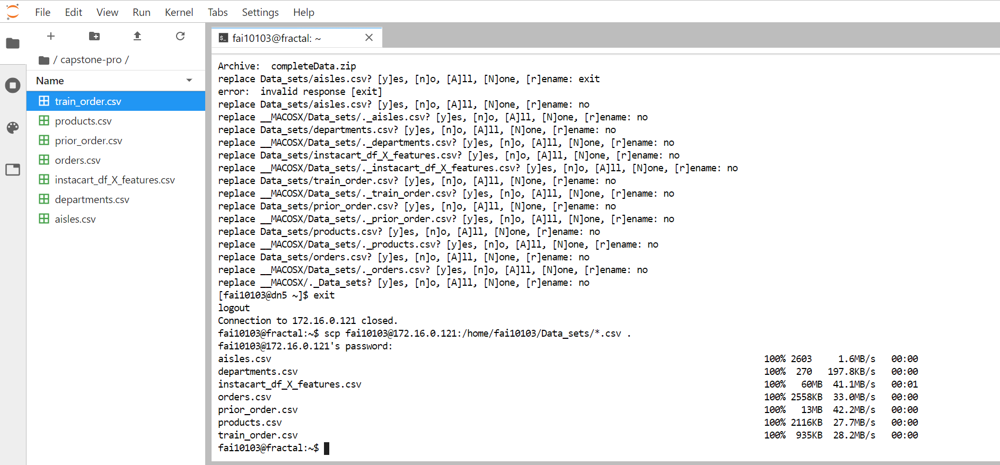 File Edit View Run Kernel Tabs Settings Help
/ capstone-pro /
Name
train_order.csv
products.csv
prior_order.csv
orders.csv
instacart_df_X_features.csv
departments.csv
aisles.csv
$_ fai10103@fractal: ~
Archive:  completeData.zip
replace Data_sets/aisles.csv? [y]es, [n]o, [A]ll, [N]one, [r]ename: exit
error:  invalid response [exit]
replace Data_sets/aisles.csv? [y]es, [n]o, [A]ll, [N]one, [r]ename: no
replace __MACOSX/Data_sets/._aisles.csv? [y]es, [n]o, [A]ll, [N]one, [r]ename: no
replace Data_sets/departments.csv? [y]es, [n]o, [A]ll, [N]one, [r]ename: no
replace __MACOSX/Data_sets/._departments.csv? [y]es, [n]o, [A]ll, [N]one, [r]ename: no
replace Data_sets/instacart_df_X_features.csv? [y]es, [n]o, [A]ll, [N]one, [r]ename: no
replace __MACOSX/Data_sets/._instacart_df_X_features.csv? [y]es, [n]o, [A]ll, [N]one, [r]ename: no
replace Data_sets/train_order.csv? [y]es, [n]o, [A]ll, [N]one, [r]ename: no
replace __MACOSX/Data_sets/._train_order.csv? [y]es, [n]o, [A]ll, [N]one, [r]ename: no
replace Data_sets/prior_order.csv? [y]es, [n]o, [A]ll, [N]one, [r]ename: no
replace __MACOSX/Data_sets/._prior_order.csv? [y]es, [n]o, [A]ll, [N]one, [r]ename: no
replace Data_sets/products.csv? [y]es, [n]o, [A]ll, [N]one, [r]ename: no
replace __MACOSX/Data_sets/._products.csv? [y]es, [n]o, [A]ll, [N]one, [r]ename: no
replace Data_sets/orders.csv? [y]es, [n]o, [A]ll, [N]one, [r]ename: no
replace __MACOSX/Data_sets/._orders.csv? [y]es, [n]o, [A]ll, [N]one, [r]ename: no
replace __MACOSX/._Data_sets? [y]es, [n]o, [A]ll, [N]one, [r]ename: no
[fai10103@dn5 ~]$ exit
logout
Connection to 172.16.0.121 closed.
fai10103@fractal:~$ scp fai10103@172.16.0.121:/home/fai10103/Data_sets/*.csv .
fai10103@172.16.0.121's password:
aisles.csv 100% 2603 1.6MB/s 00:00
departments.csv 100% 270 197.8KB/s 00:00
instacart_df_X_features.csv 100% 60MB 41.1MB/s 00:01
orders.csv 100% 2558KB 33.0MB/s 00:00
prior_order.csv 100% 13MB 42.2MB/s 00:00
products.csv 100% 2116KB 27.7MB/s 00:00
train_order.csv 100% 935KB 28.2MB/s 00:00
fai10103@fractal:~$